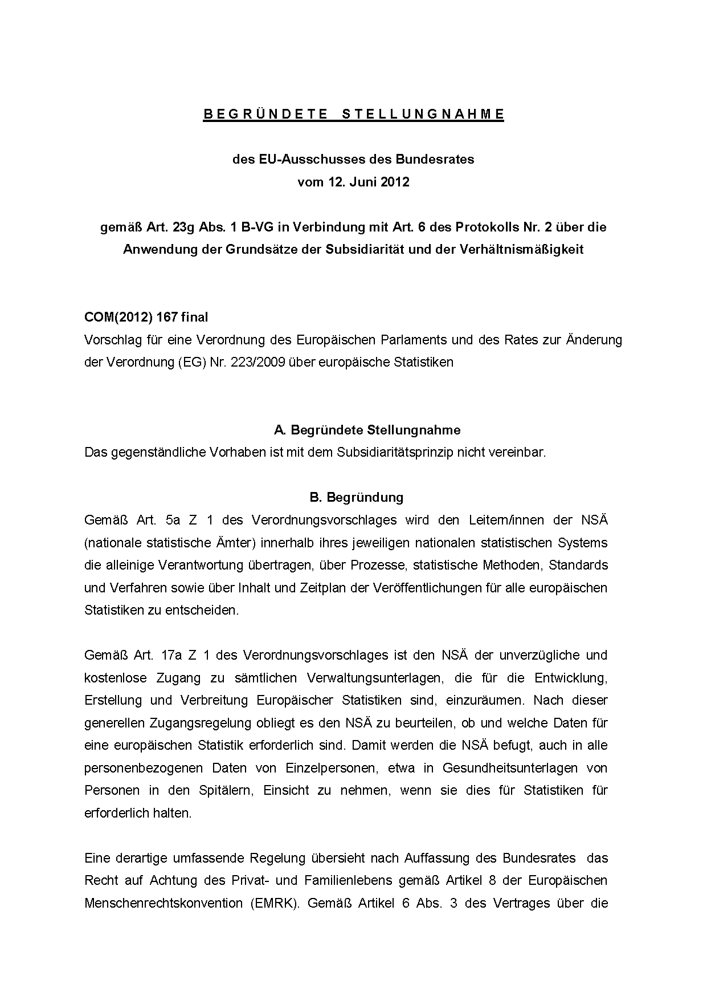 BEGRÜNDETE STELLUNGNAHME
des EU-Ausschusses des Bundesrates
vom 12. Juni 2012
gemäß Art. 23g Abs. 1 B-VG in Verbindung mit Art. 6 des Protokolls Nr. 2 über die
Anwendung der Grundsätze der Subsidiarität und der Verhältnismäßigkeit
COM(2012) 167 final
Vorschlag für eine Verordnung des Europäischen Parlaments und des Rates zur Änderung
der Verordnung (EG) Nr. 223/2009 über europäische Statistiken
A. Begründete Stellungnahme
Das gegenständliche Vorhaben ist mit dem Subsidiaritätsprinzip nicht vereinbar.
B. Begründung
Gemäß Art. 5a Z 1 des Verordnungsvorschlages wird den Leitern/innen der NSÄ
(nationale statistische Ämter) innerhalb ihres jeweiligen nationalen statistischen Systems
die alleinige Verantwortung übertragen, über Prozesse, statistische Methoden, Standards
und Verfahren sowie über Inhalt und Zeitplan der Veröffentlichungen für alle europäischen
Statistiken zu entscheiden.
Gemäß Art. 17a Z 1 des Verordnungsvorschlages ist den NSÄ der unverzügliche und
kostenlose Zugang zu sämtlichen Verwaltungsunterlagen, die für die Entwicklung,
Erstellung und Verbreitung Europäischer Statistiken sind, einzuräumen. Nach dieser
generellen Zugangsregelung obliegt es den NSÄ zu beurteilen, ob und welche Daten für
eine europäischen Statistik erforderlich sind. Damit werden die NSÄ befugt, auch in alle
personenbezogenen Daten von Einzelpersonen, etwa in Gesundheitsunterlagen von
Personen in den Spitälern, Einsicht zu nehmen, wenn sie dies für Statistiken für
erforderlich halten.
Eine derartige umfassende Regelung übersieht nach Auffassung des Bundesrates das
Recht auf Achtung des Privat- und Familienlebens gemäß Artikel 8 der Europäischen
Menschenrechtskonvention (EMRK). Gemäß Artikel 6 Abs. 3 des Vertrages über die